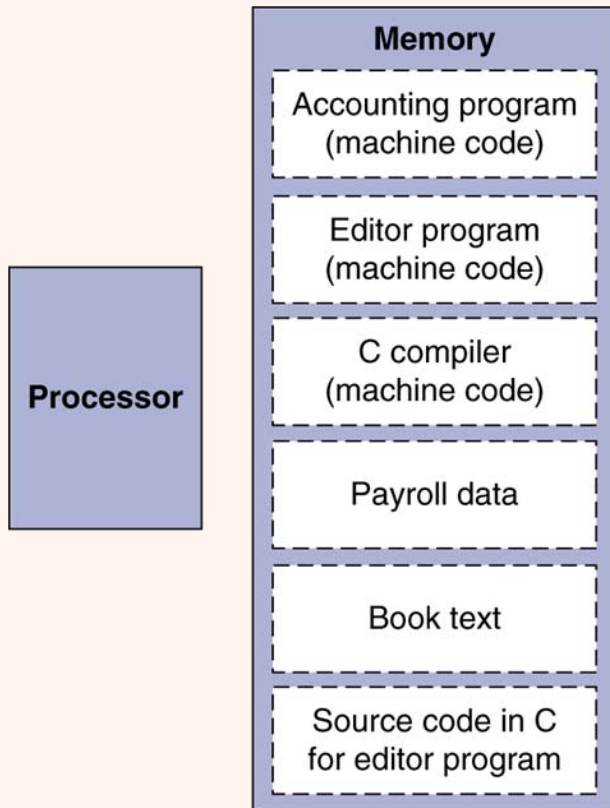 Memory
Accounting program
(machine code)
Editor program
(machine code)
C compiler
(machine code)
Processor
Payroll data
Book text
Source code in C
for editor program